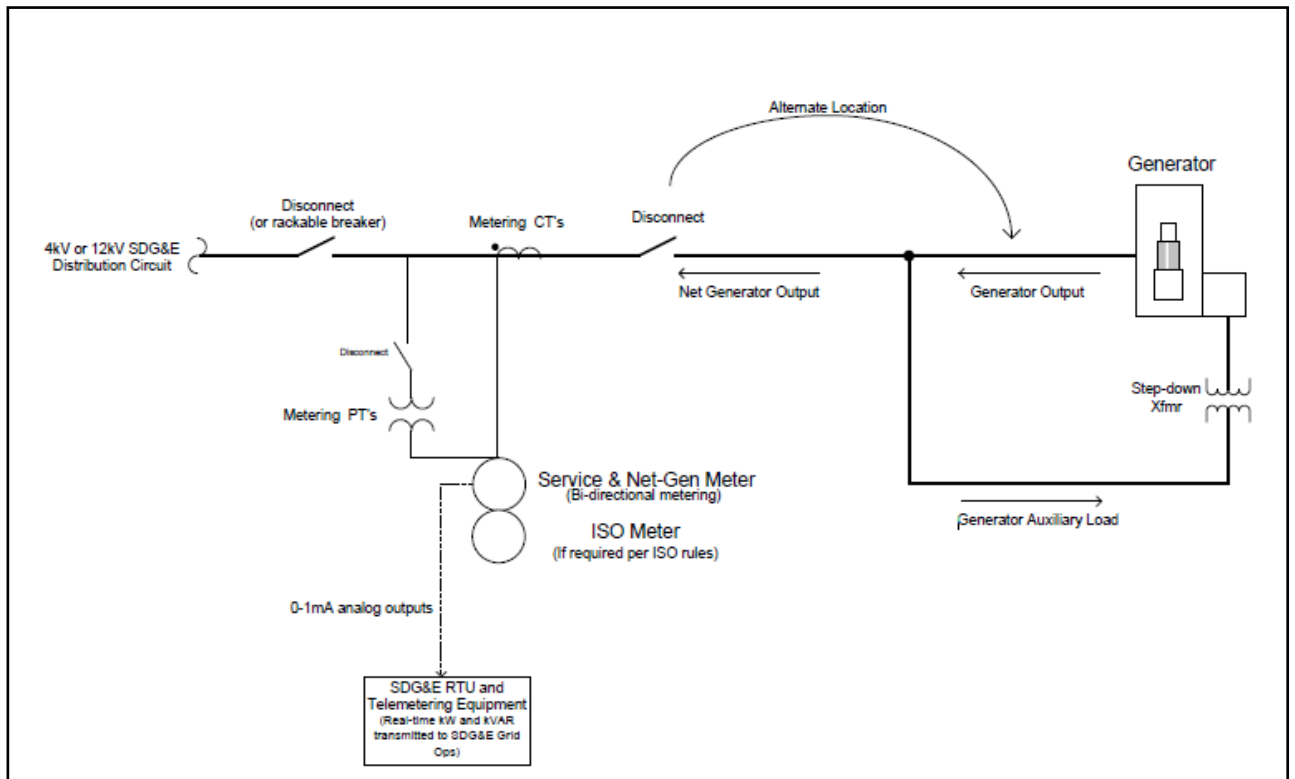 Alternate Location
Generator
Disconnect
(or rackable breaker)
Metering CT's
Disconnect
4kV or 12kV SDG&E
Distribution Circuit
Net Generator Output
Generator Output
Disconnect
Metering PT's
Step-down
Xfmr
Service & Net-Gen Meter
(Bi-directional metering)
Generator Auxiliary Load
ISO Meter
(If required per ISO rules)
0-1mA analog outputs
SDG&E RTU and
Telemetering Equipment
(Real-time kW and kVAR
transmitted to SDG&E Grid
Ops)